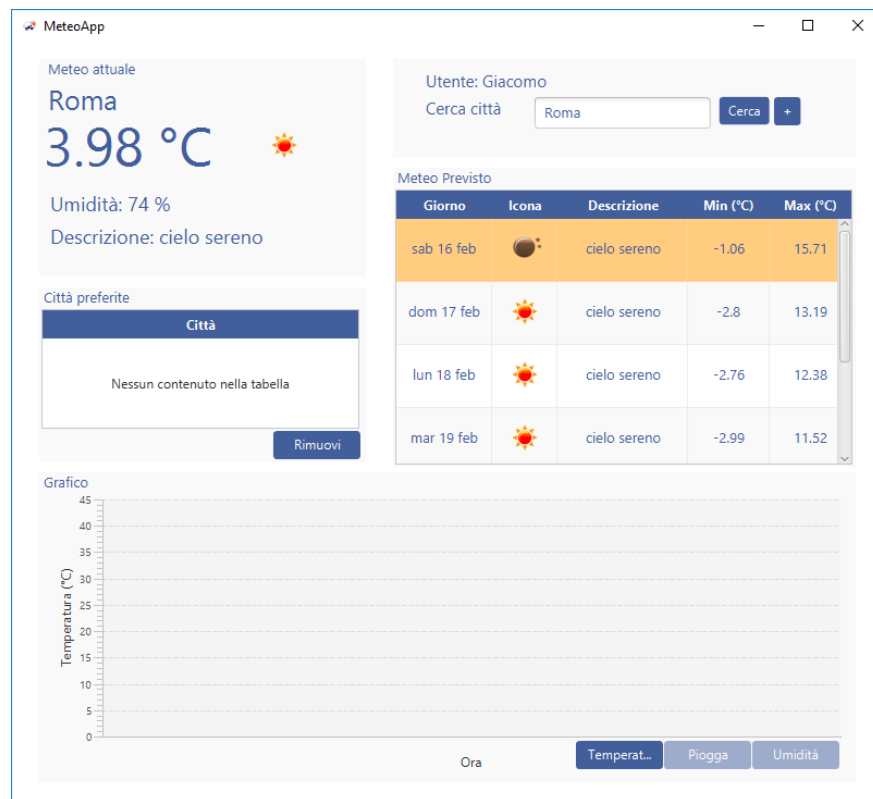 MeteoApp
Meteo attuale
Roma
3.98 °C
Umidità: 74 %
Descrizione: cielo sereno
Utente: Giacomo
Cerca città Roma Cerca +
Meteo Previsto
Giorno Icona Descrizione Min (°C) Max (°C)
sab 16 feb cielo sereno -1.06 15.71
dom 17 feb cielo sereno -2.8 13.19
lun 18 feb cielo sereno -2.76 12.38
mar 19 feb cielo sereno -2.99 11.52
Città preferite
Città
Nessun contenuto nella tabella
Rimuovi
Grafico
Temperatura (°C)
45
40
35
30
25
20
15
10
5
0
Ora
Temperat... Piogga Umidità